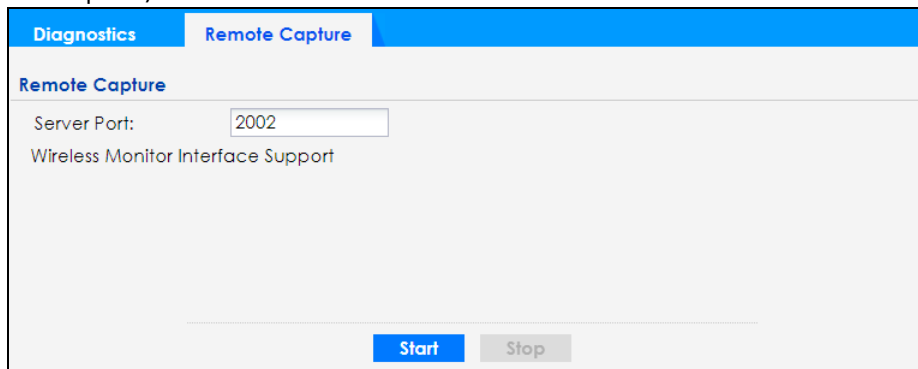 Diagnostics Remote Capture
Remote Capture
Server Port: 2002
Wireless Monitor Interface Support
Start Stop